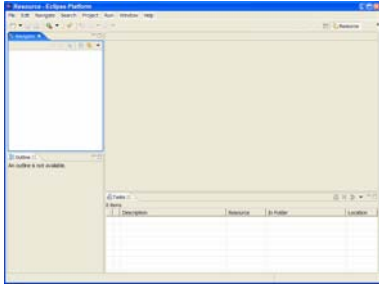 Resource - Eclipse Platform
File Edit Navigate Search Project Run Window Help
Resource
Navigator
Outline
An outline is not available.
Tasks
0 items
Description Resource In Folder Location